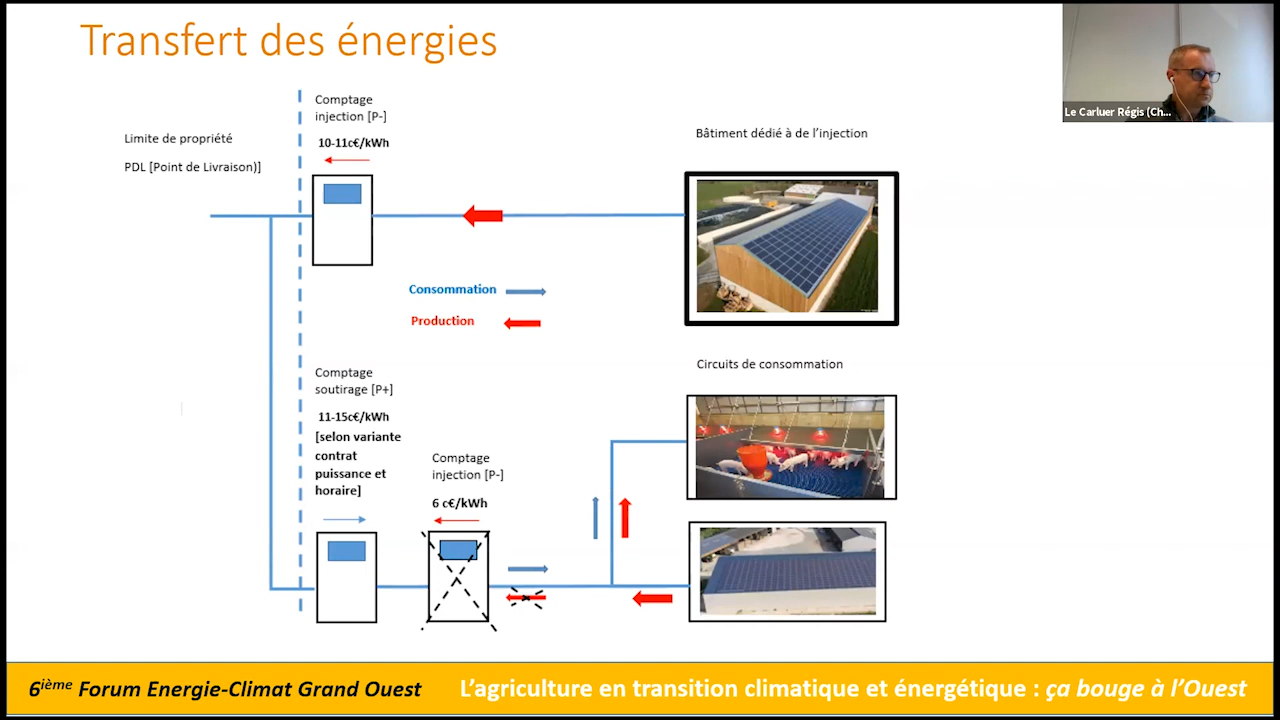 Transfert des énergies
Le Carluer Régis (Ch...
Comptage
injection [P-]
10-11c€/kWh
Limite de propriété
PDL [Point de Livraison)]
Bâtiment dédié à de l'injection
Consommation
Production
Circuits de consommation
Comptage
soutirage [P+]
11-15c€/kWh
[selon variante
contrat
puissance et
horaire]
Comptage
injection [P-]
6 c€/kWh
6ième Forum Energie-Climat Grand Ouest
L'agriculture en transition climatique et énergétique : ça bouge à l'Ouest